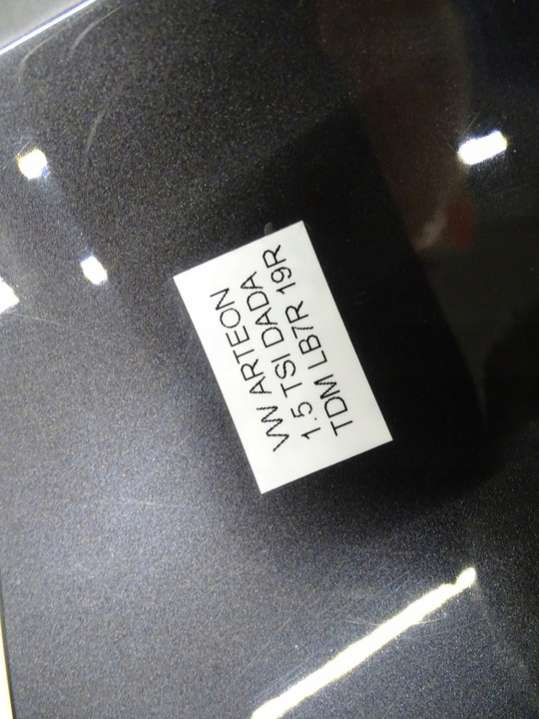 VW ARTEON
1.5 TSI DADA
TDM LB7R 19R